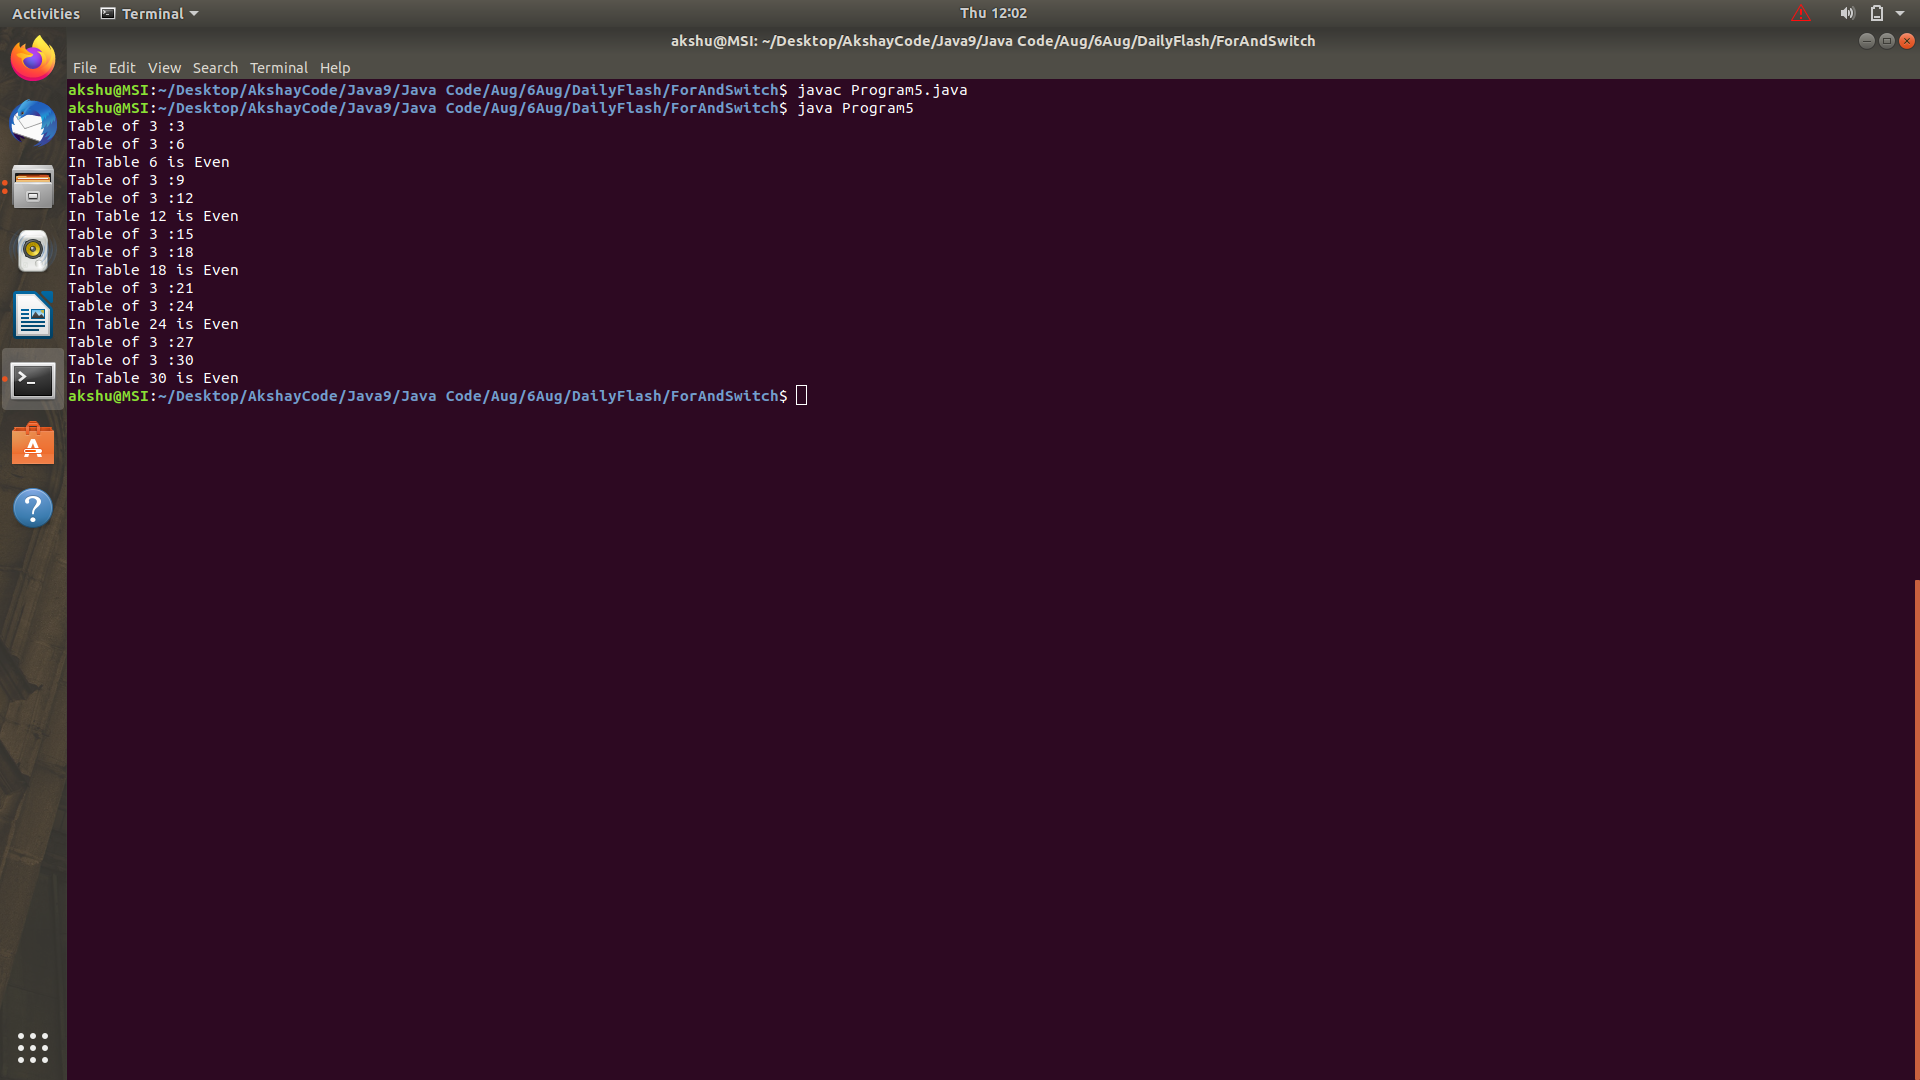 Activities Terminal Thu 12:02
akshu@MSI: ~/Desktop/AkshayCode/Java9/Java Code/Aug/6Aug/DailyFlash/ForAndSwitch
File Edit View Search Terminal Help
akshu@MSI:~/Desktop/AkshayCode/Java9/Java Code/Aug/6Aug/DailyFlash/ForAndSwitch$ javac Program5.java
akshu@MSI:~/Desktop/AkshayCode/Java9/Java Code/Aug/6Aug/DailyFlash/ForAndSwitch$ java Program5
Table of 3 :3
Table of 3 :6
In Table 6 is Even
Table of 3 :9
Table of 3 :12
In Table 12 is Even
Table of 3 :15
Table of 3 :18
In Table 18 is Even
Table of 3 :21
Table of 3 :24
In Table 24 is Even
Table of 3 :27
Table of 3 :30
In Table 30 is Even
akshu@MSI:~/Desktop/AkshayCode/Java9/Java Code/Aug/6Aug/DailyFlash/ForAndSwitch$